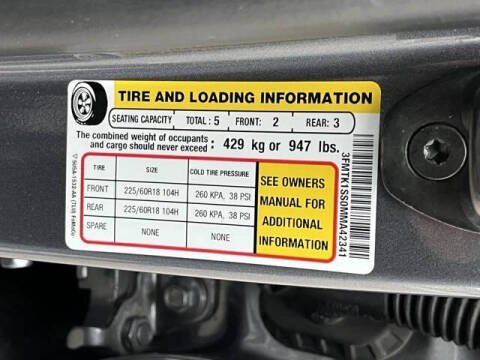 TIRE AND LOADING INFORMATION
SEATING CAPACITY TOTAL : 5 FRONT: 2 REAR: 3
The combined weight of occupants
and cargo should never exceed : 429 kg or 947 lbs.
TIRE SIZE COLD TIRE PRESSURE
FRONT 225/60R18 104H 260 KPA, 38 PSI
REAR 225/60R18 104H 260 KPA, 38 PSI
SPARE NONE NONE
SEE OWNERS
MANUAL FOR
ADDITIONAL
INFORMATION
3FMTK1SS0MMA42341
5U5A-1532-AA